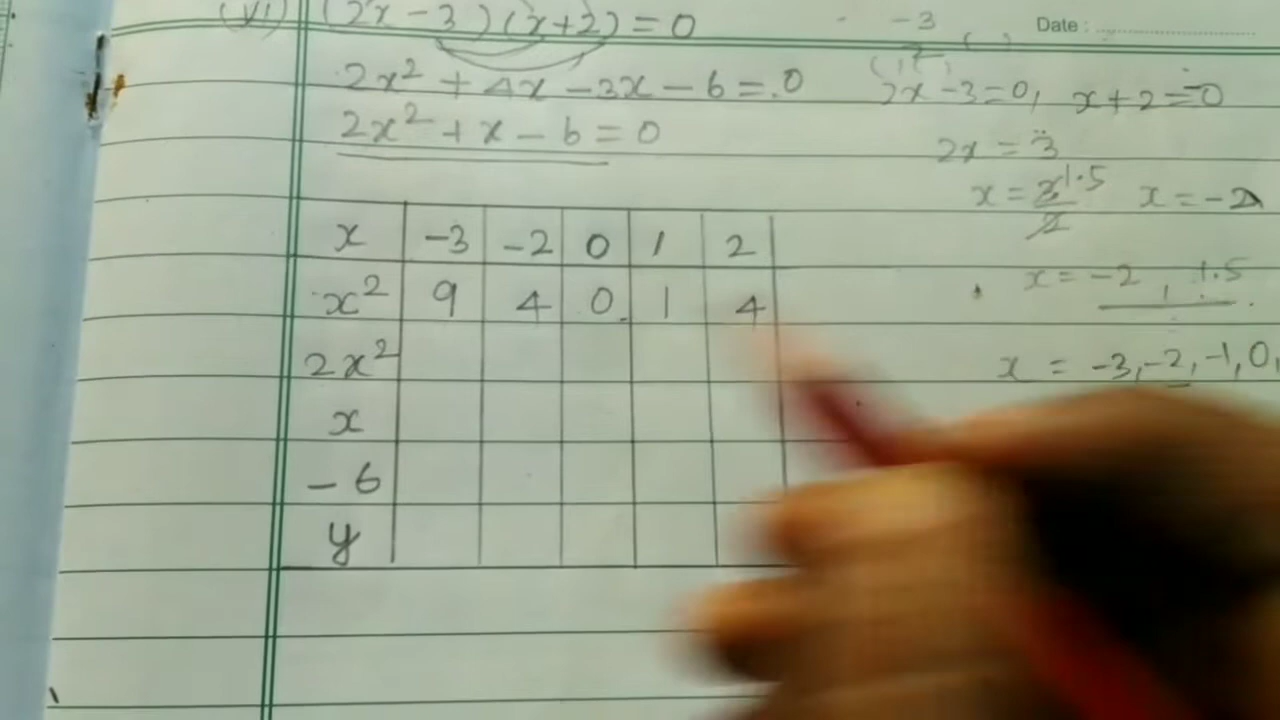 (vi) (2x - 3)(x+2) = 0
Date :
-3
2x² + 4x - 3x - 6 = 0
2x - 3 = 0, x + 2 = 0
2x² + x - 6 = 0
2x = 3
x = 3/2 1.5 x = -2
x = -2, 1.5
x = -3, -2, -1, 0,
x -3 -2 0 1 2
x² 9 4 0 1 4
2x²
x
-6
y